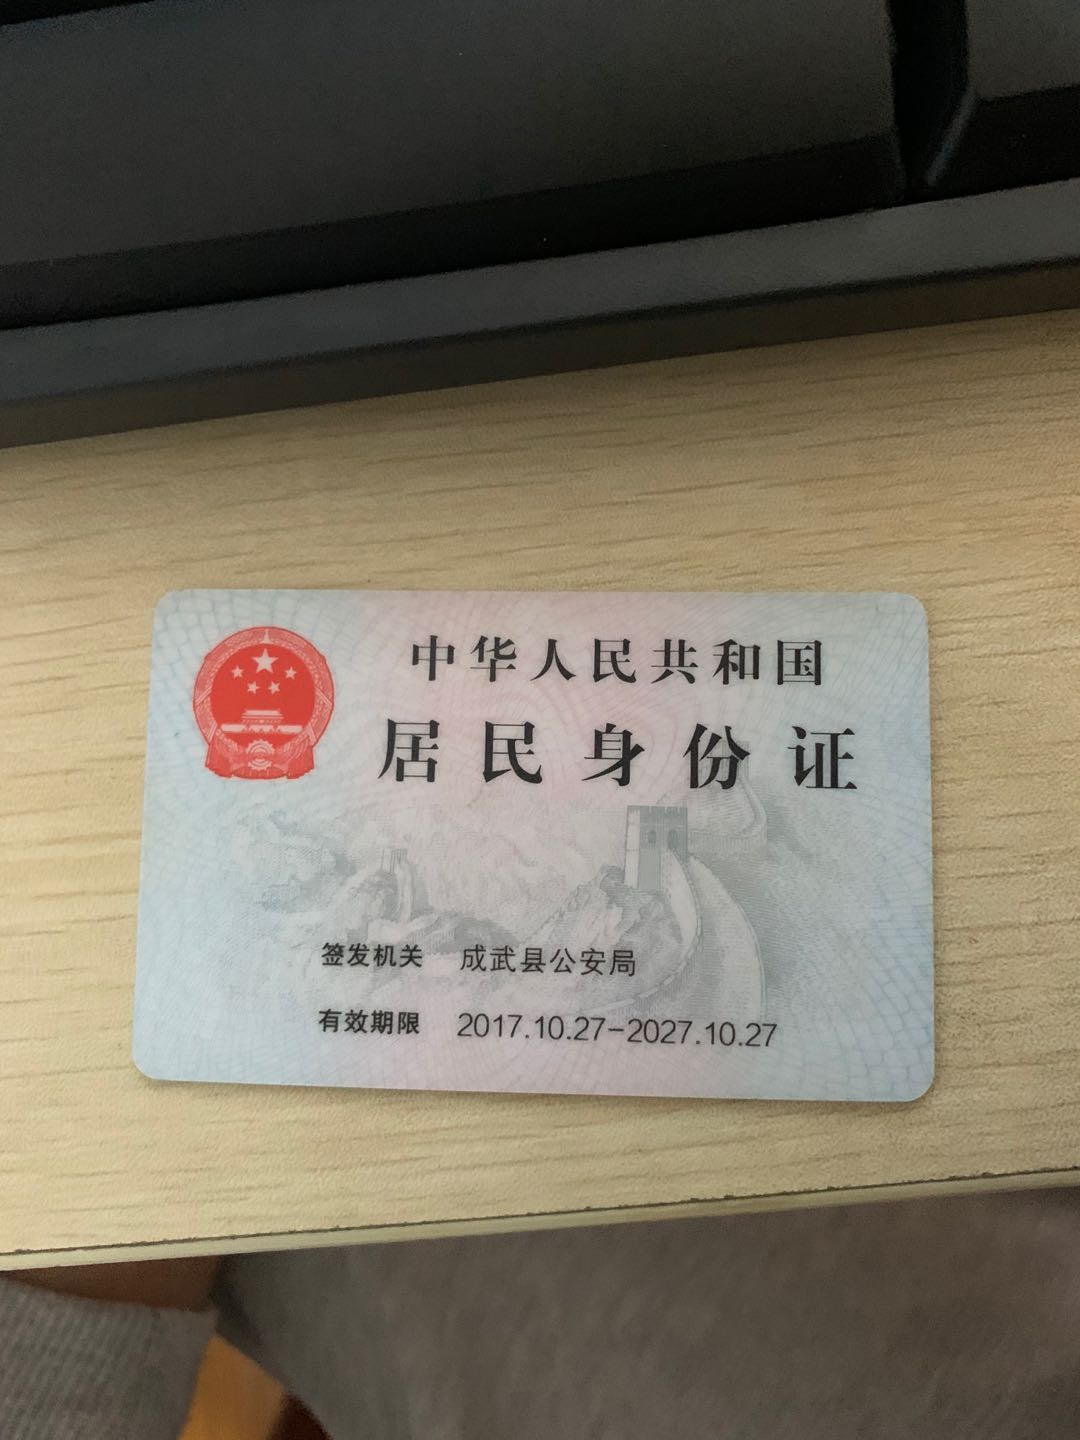 中华人民共和国
居民身份证
签发机关 成武县公安局
有效期限 2017.10.27-2027.10.27